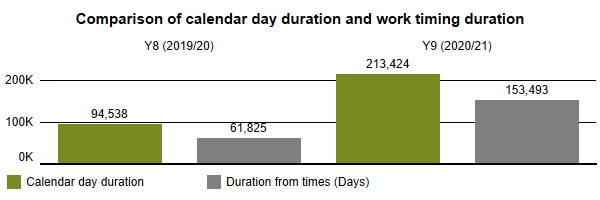 Comparison of calendar day duration and work timing duration
Y8 (2019/20) Y9 (2020/21)
213,424
200K
153,493
94,538
100K
61,825
0K
Calendar day duration Duration from times (Days)